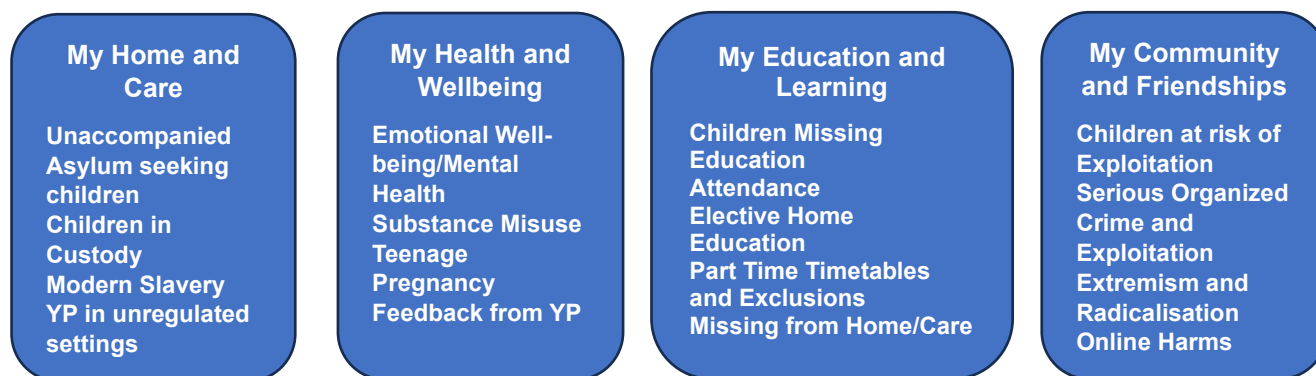 My Home and
Care
Unaccompanied
Asylum seeking
children
Children in
Custody
Modern Slavery
YP in unregulated
settings
My Health and
Wellbeing
Emotional Well-
being/Mental
Health
Substance Misuse
Teenage
Pregnancy
Feedback from YP
My Education and
Learning
Children Missing
Education
Attendance
Elective Home
Education
Part Time Timetables
and Exclusions
Missing from Home/Care
My Community
and Friendships
Children at risk of
Exploitation
Serious Organized
Crime and
Exploitation
Extremism and
Radicalisation
Online Harms